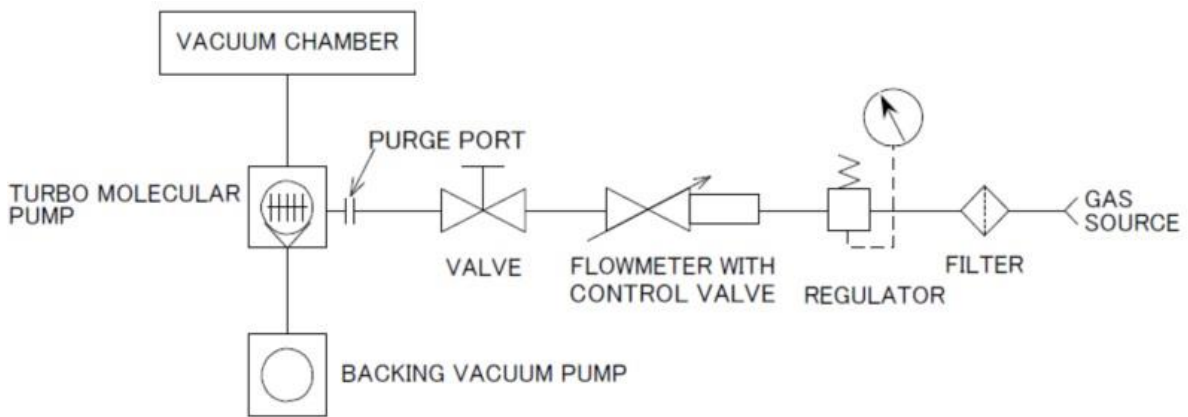 VACUUM CHAMBER
PURGE PORT
TURBO MOLECULAR
PUMP
VALVE
FLOWMETER WITH
CONTROL VALVE
REGULATOR
FILTER
GAS
SOURCE
BACKING VACUUM PUMP